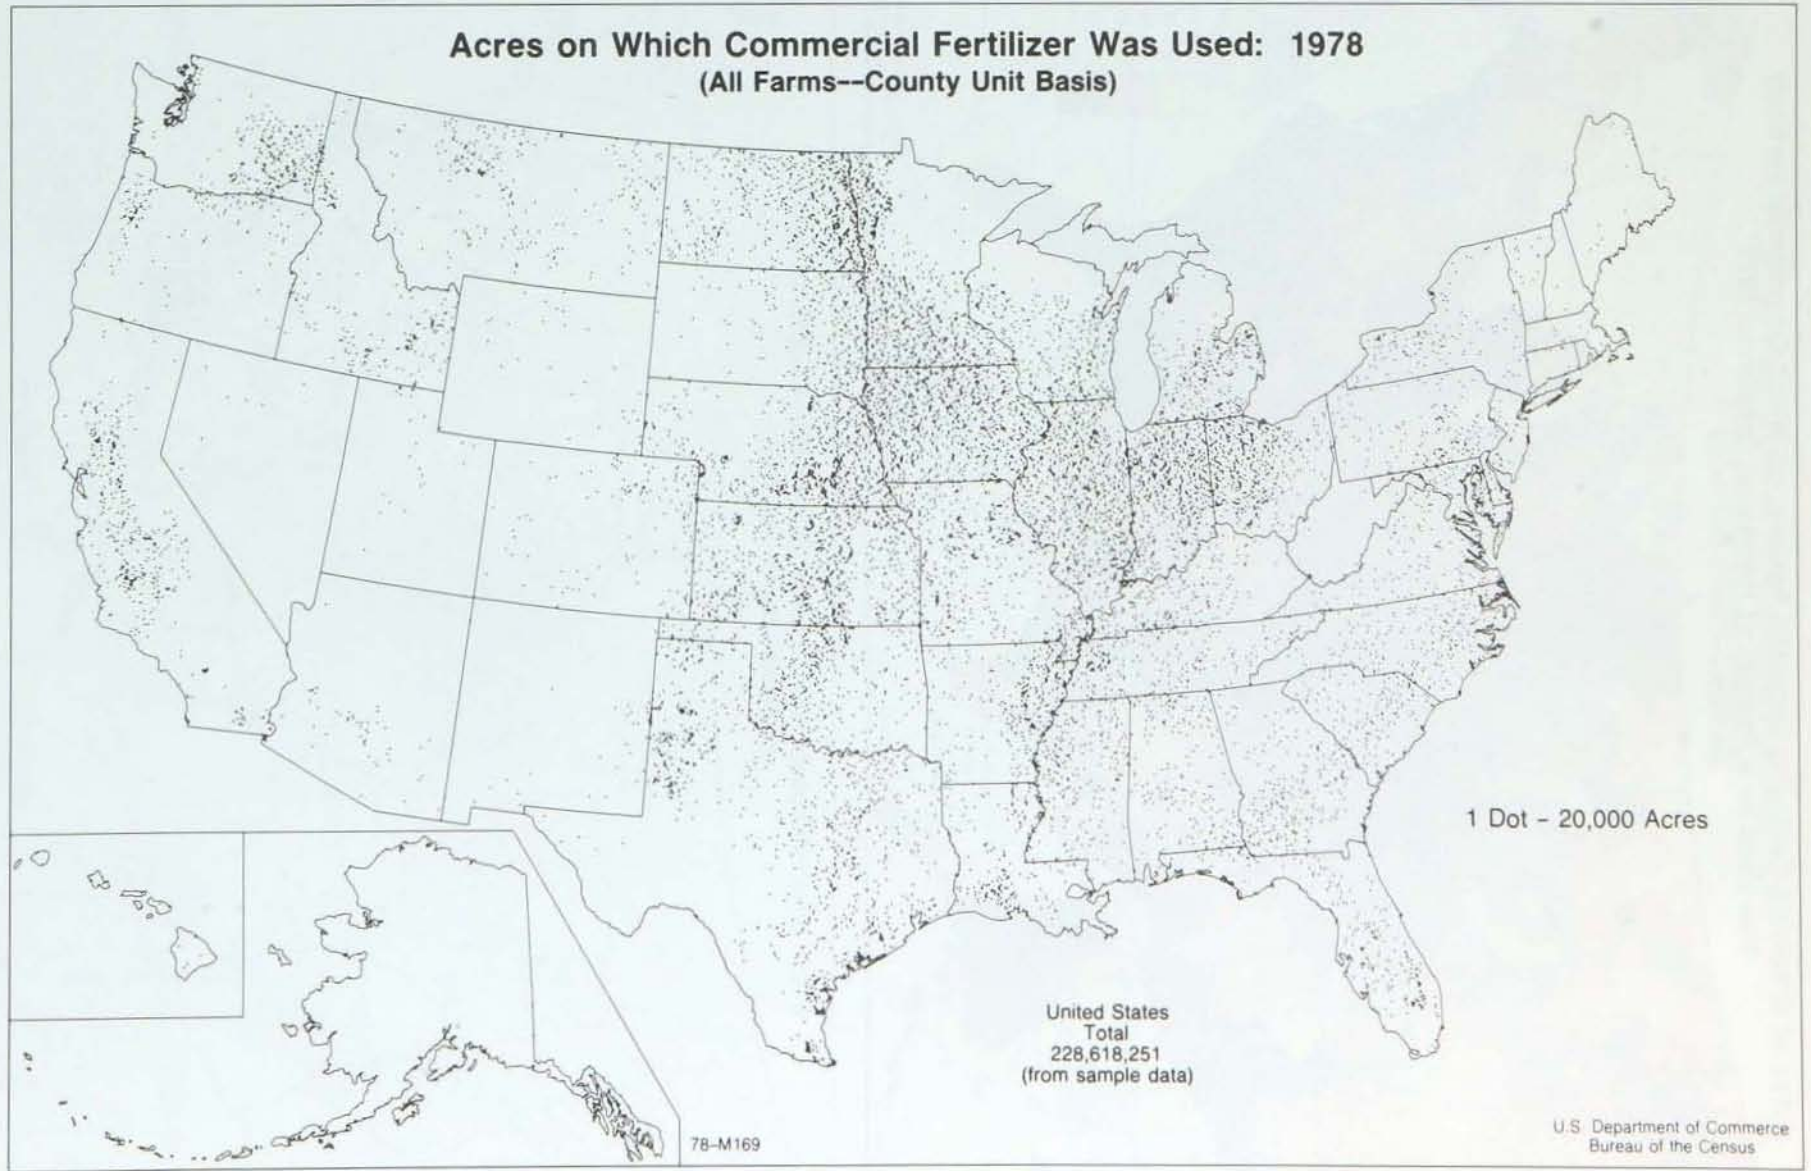 Acres on Which Commercial Fertilizer Was Used: 1978
(All Farms--County Unit Basis)
1 Dot - 20,000 Acres
United States
Total
228,618,251
(from sample data)
78-M169
U.S. Department of Commerce
Bureau of the Census